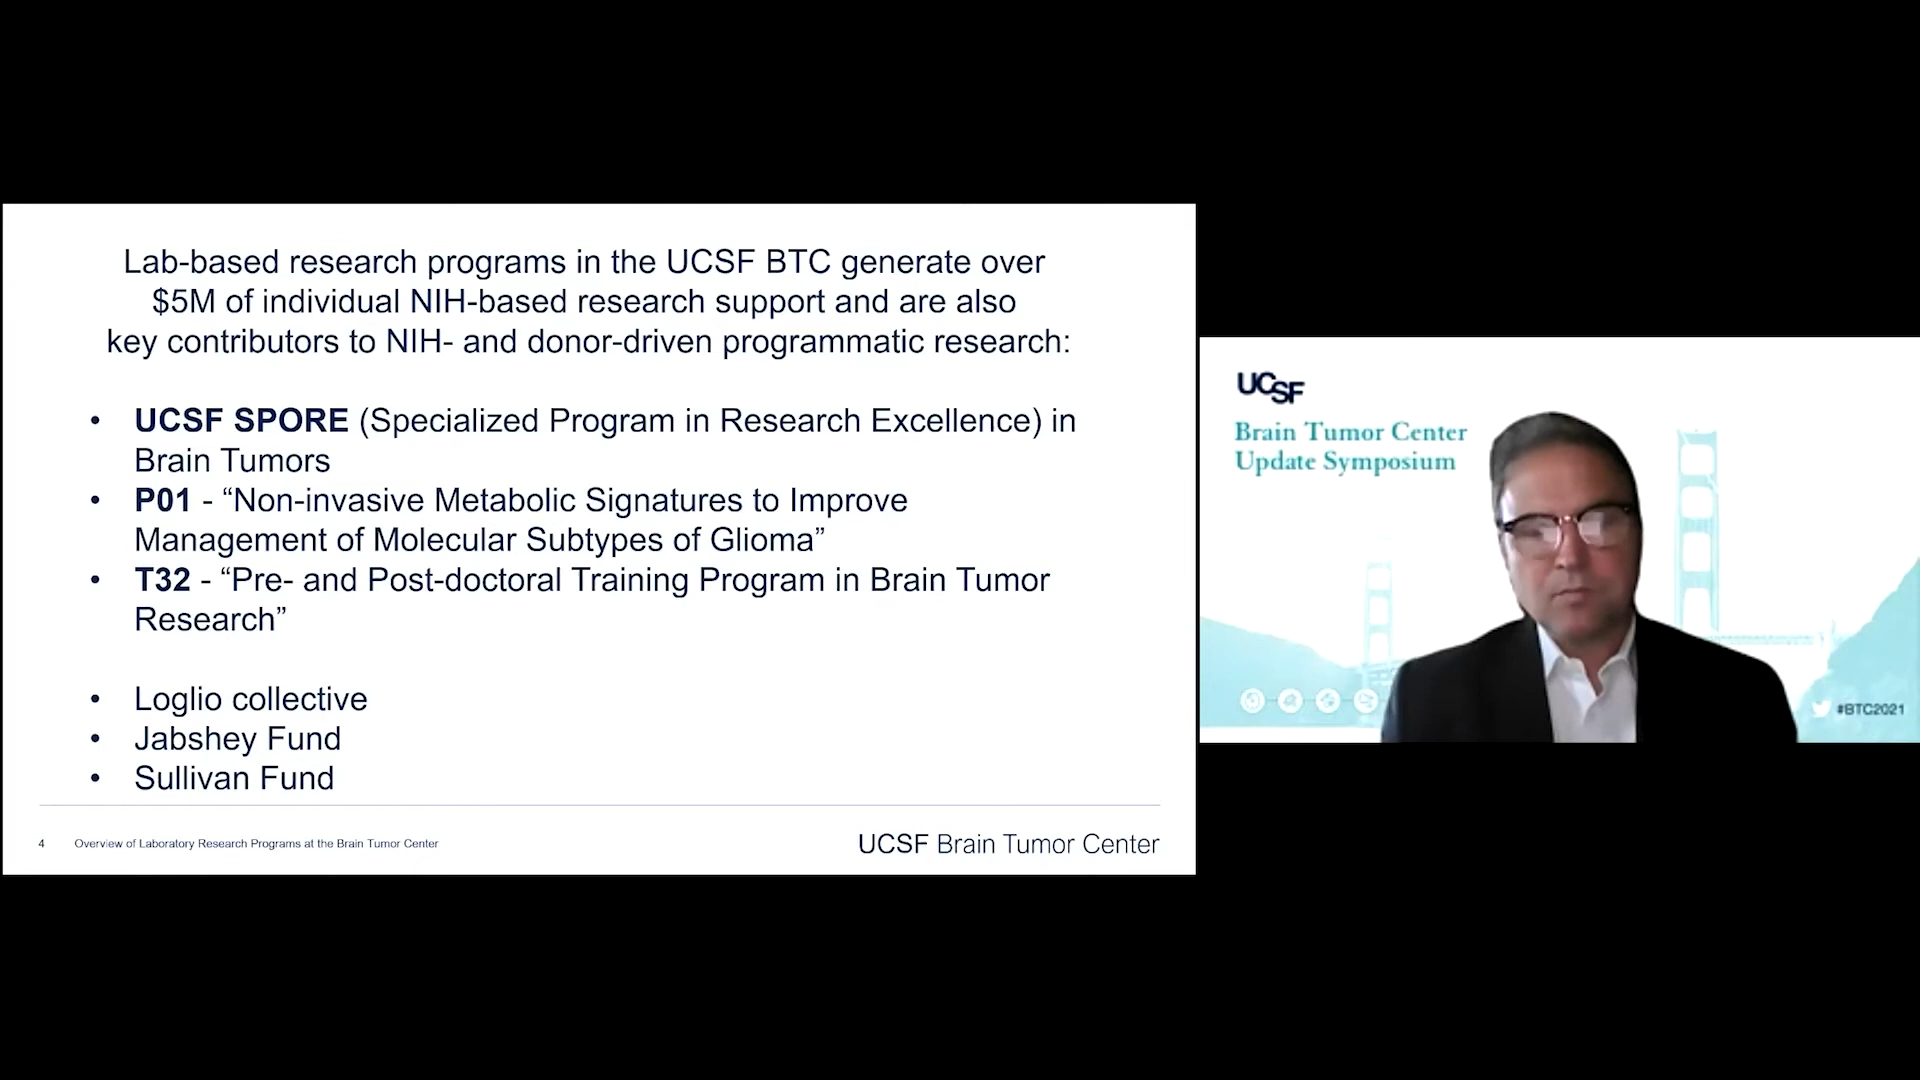 Lab-based research programs in the UCSF BTC generate over
$5M of individual NIH-based research support and are also
key contributors to NIH- and donor-driven programmatic research:
• UCSF SPORE (Specialized Program in Research Excellence) in
Brain Tumors
• P01 - “Non-invasive Metabolic Signatures to Improve
Management of Molecular Subtypes of Glioma”
• T32 - “Pre- and Post-doctoral Training Program in Brain Tumor
Research”
• Loglio collective
• Jabshey Fund
• Sullivan Fund
4 Overview of Laboratory Research Programs at the Brain Tumor Center
UCSF Brain Tumor Center
UCSF
Brain Tumor Center
Update Symposium
#BTC2021